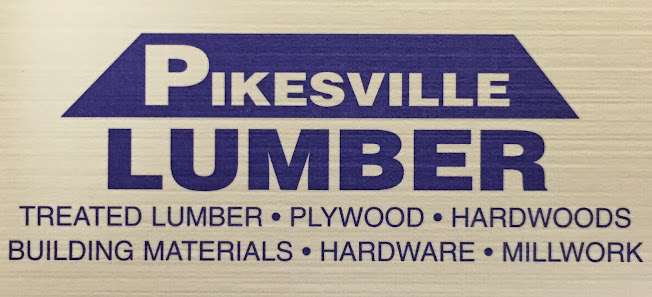 PIKESVILLE
LUMBER
TREATED LUMBER • PLYWOOD • HARDWOODS
BUILDING MATERIALS • HARDWARE • MILLWORK